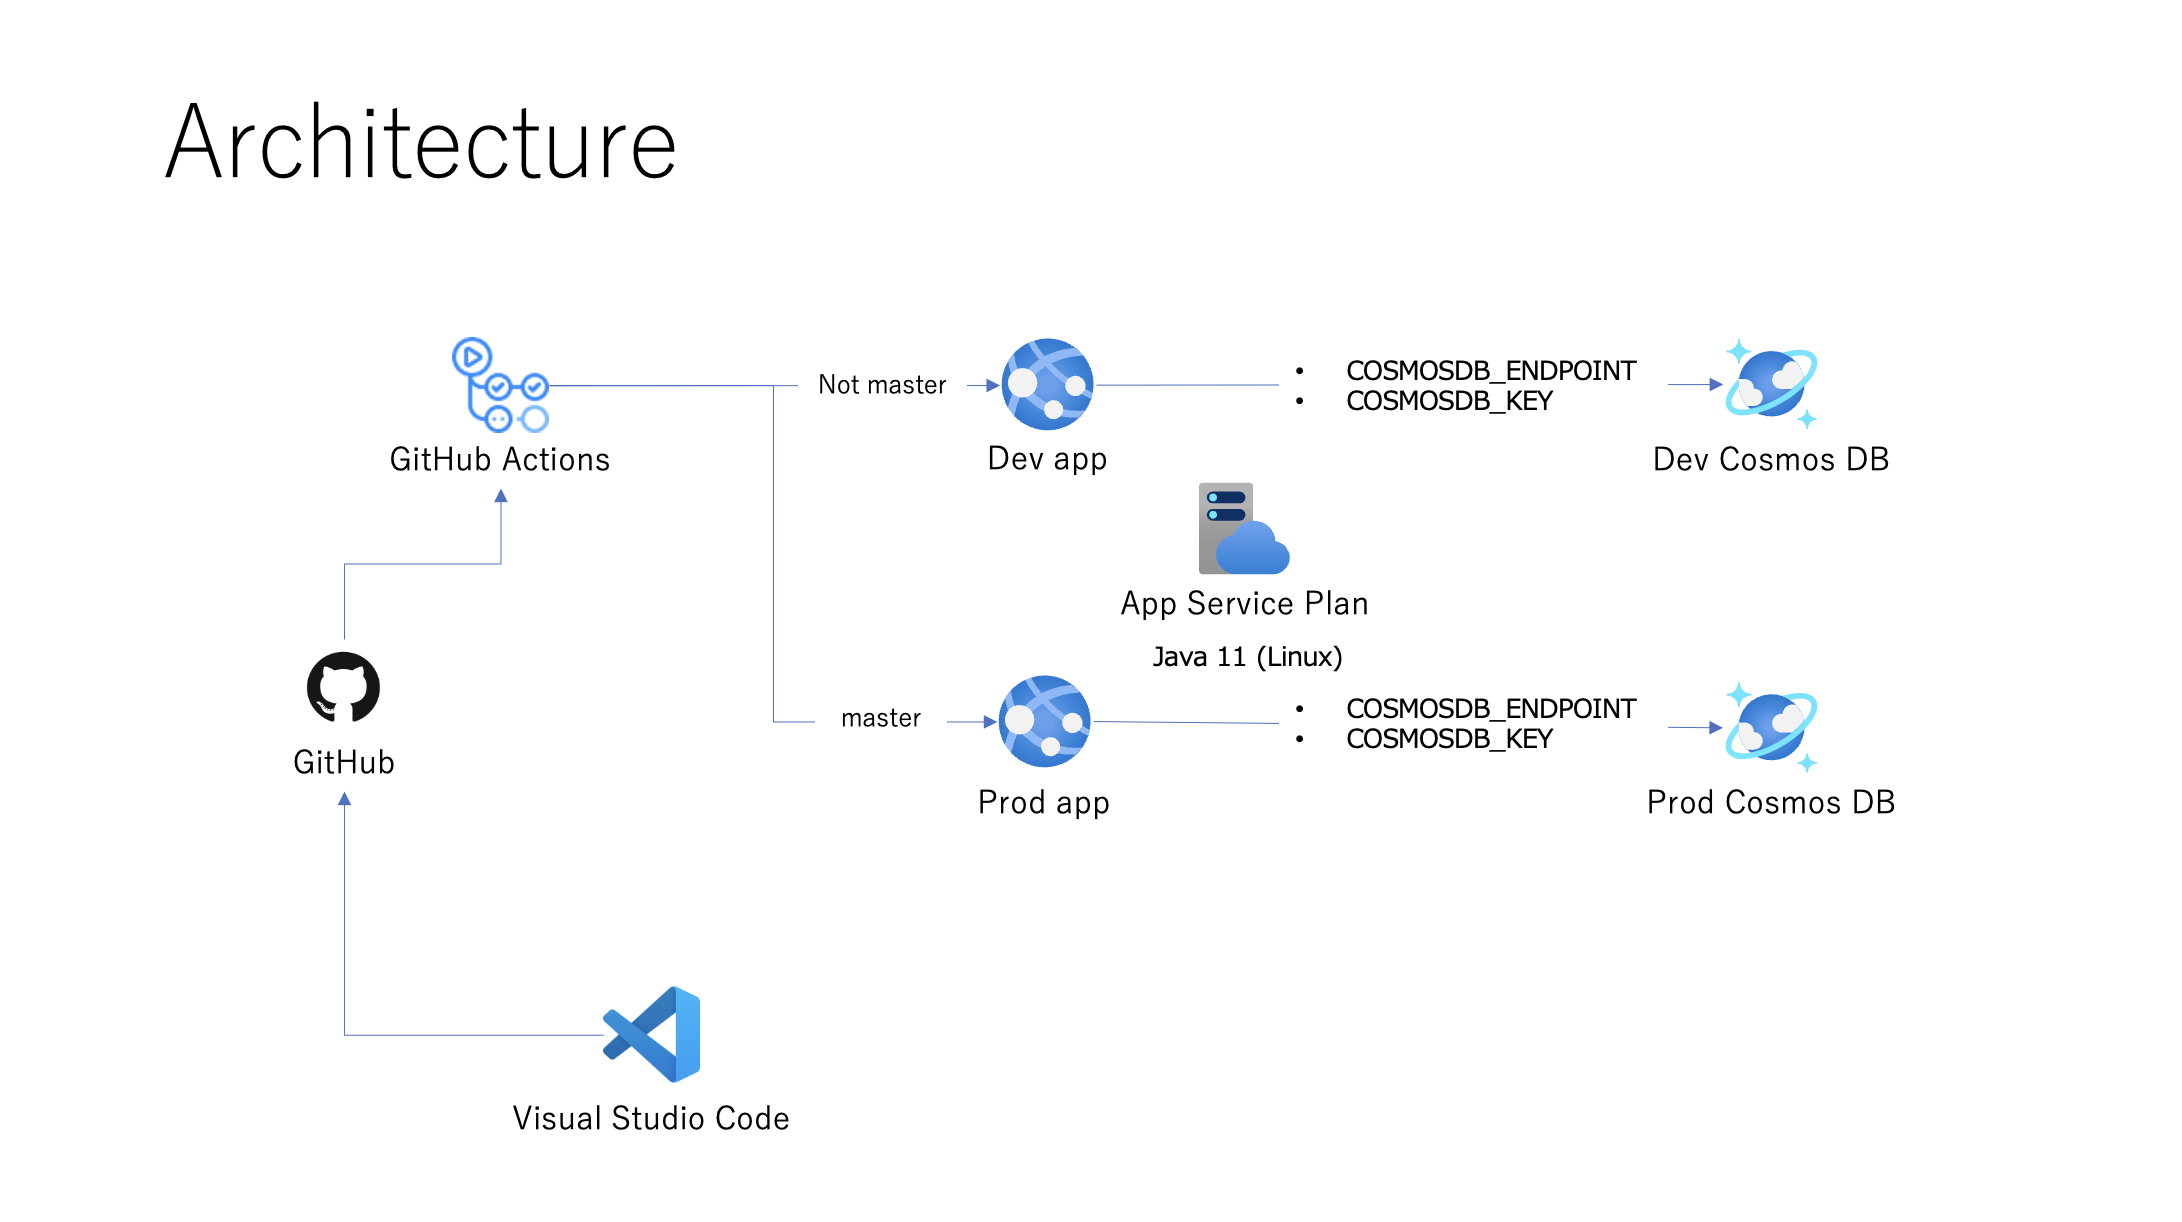 Architecture
Not master
• COSMOSDB_ENDPOINT
• COSMOSDB_KEY
GitHub Actions
Dev app
Dev Cosmos DB
App Service Plan
Java 11 (Linux)
master
• COSMOSDB_ENDPOINT
• COSMOSDB_KEY
GitHub
Prod app
Prod Cosmos DB
Visual Studio Code